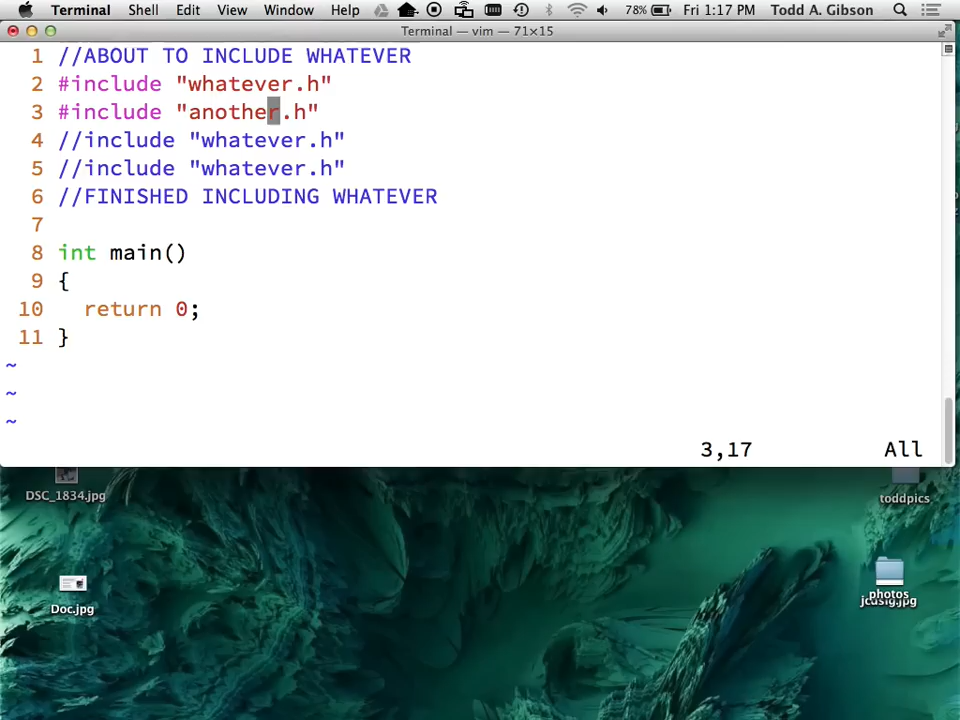 Terminal Shell Edit View Window Help 78% Fri 1:17 PM Todd A. Gibson
Terminal — vim — 71×15
1 //ABOUT TO INCLUDE WHATEVER
2 #include "whatever.h"
3 #include "another.h"
4 //include "whatever.h"
5 //include "whatever.h"
6 //FINISHED INCLUDING WHATEVER
7
8 int main()
9 {
10   return 0;
11 }
~
~
~
3,17 All
DSC_1834.jpg
toddpics
Doc.jpg
photos
jcusig.jpg